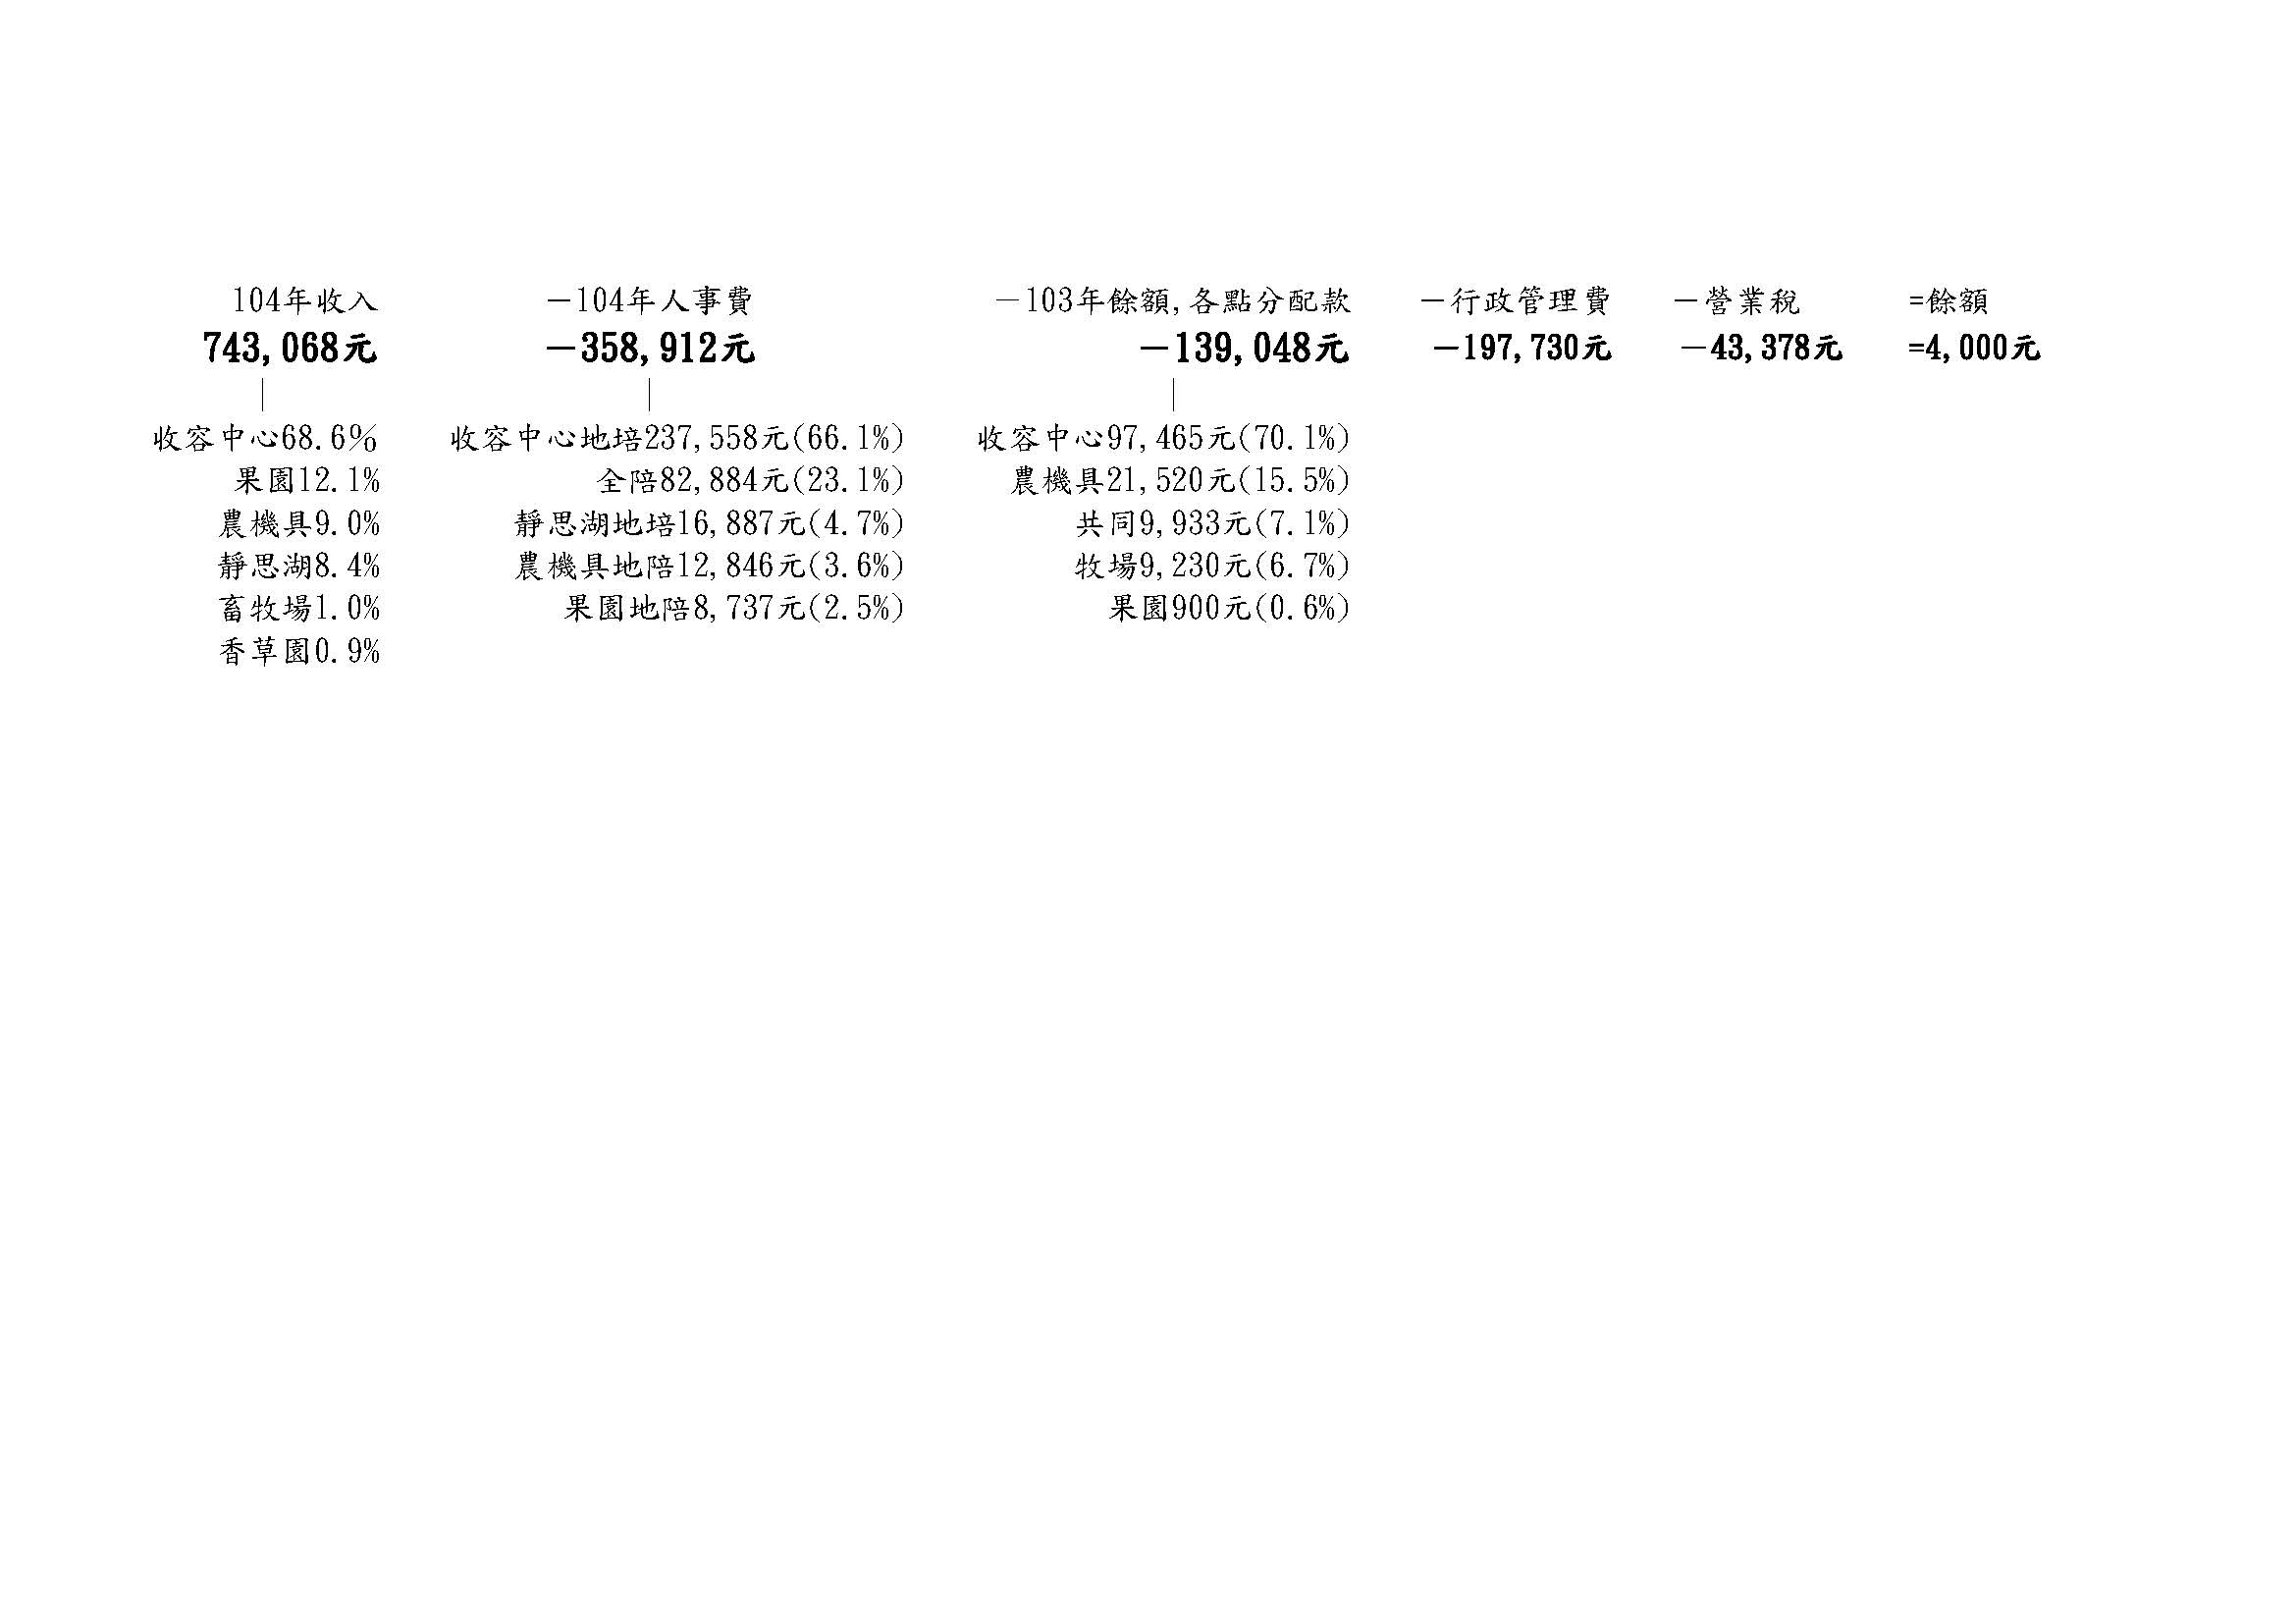 104年收入 －104年人事費 －103年餘額,各點分配款 －行政管理費 －營業稅 =餘額
743,068元 －358,912元 －139,048元 －197,730元 －43,378元 =4,000元
收容中心68.6% 收容中心地培237,558元(66.1%) 收容中心97,465元(70.1%)
果園12.1% 全陪82,884元(23.1%) 農機具21,520元(15.5%)
農機具9.0% 靜思湖地培16,887元(4.7%) 共同9,933元(7.1%)
靜思湖8.4% 農機具地陪12,846元(3.6%) 牧場9,230元(6.7%)
畜牧場1.0% 果園地陪8,737元(2.5%) 果園900元(0.6%)
香草園0.9%